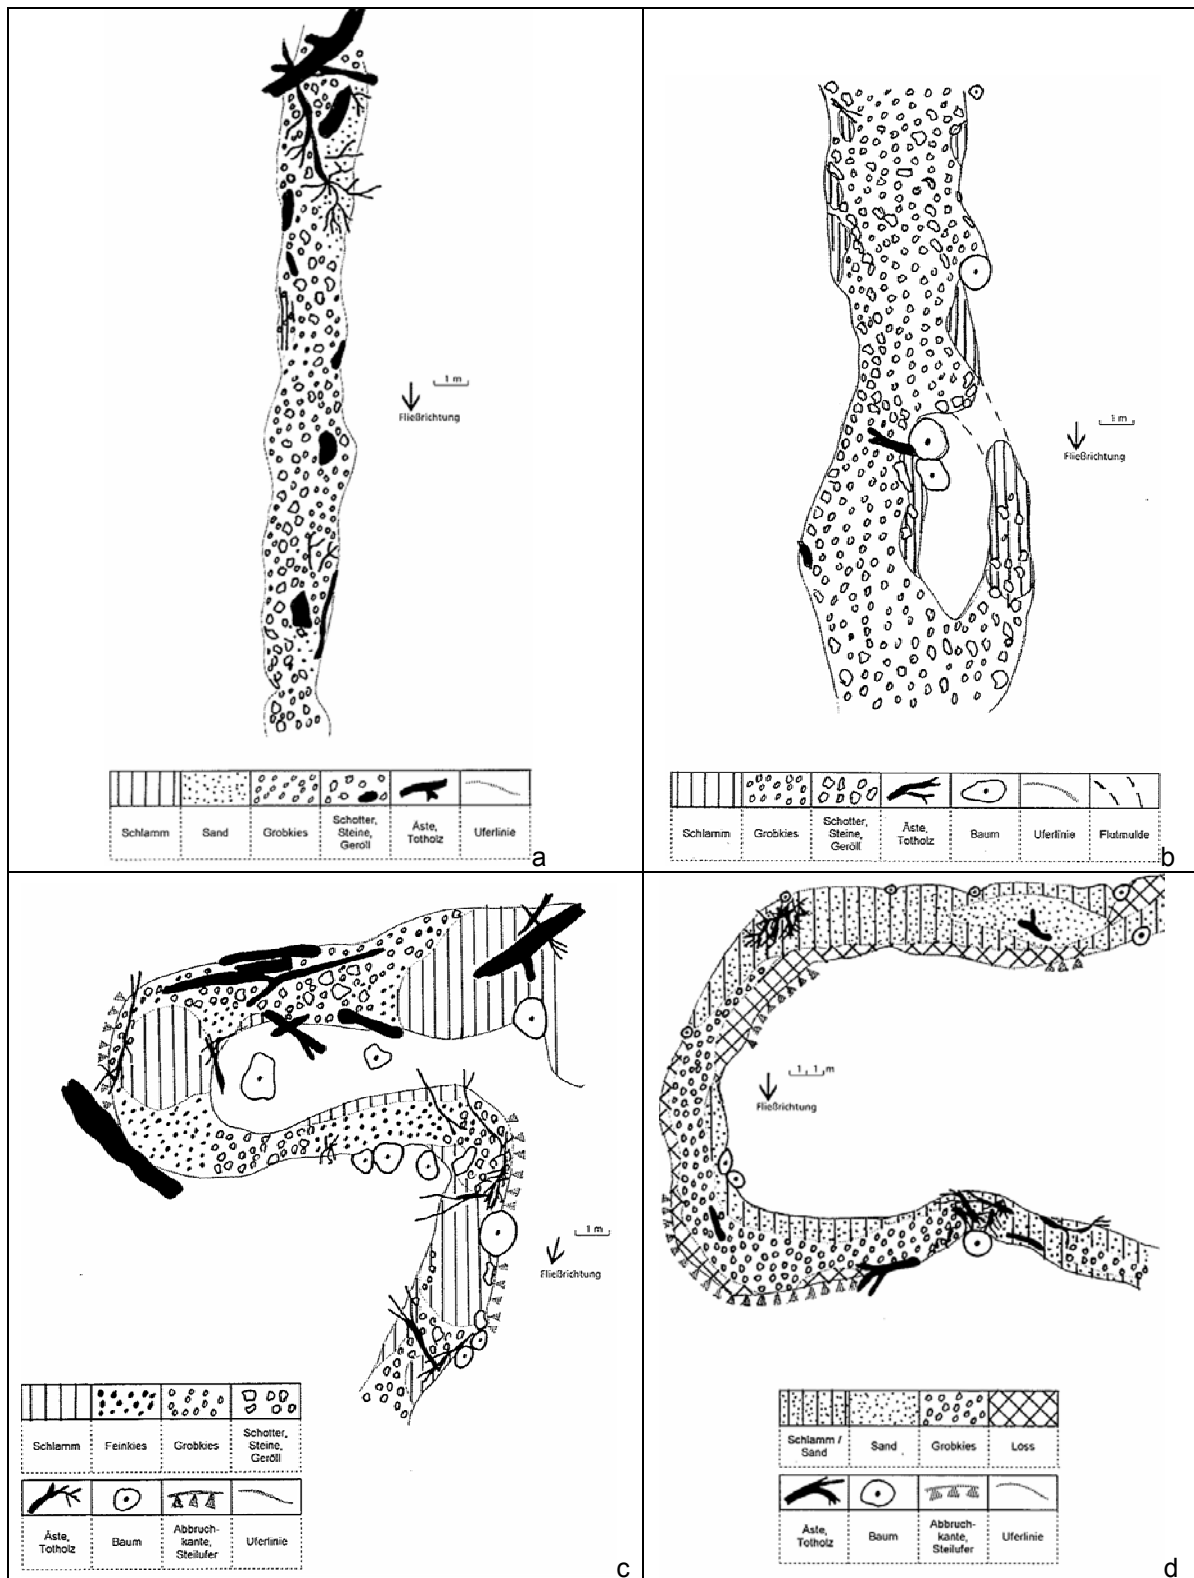 1 m
Fließrichtung
Schlamm
Sand
Grobkies
Schotter,
Steine,
Geröll
Äste,
Totholz
Uferlinie
a
1 m
Fließrichtung
Schlamm
Grobkies
Schotter,
Steine,
Geröll
Äste,
Totholz
Baum
Uferlinie
Flutmulde
b
1 m
Fließrichtung
Schlamm
Feinkies
Grobkies
Schotter,
Steine,
Geröll
Äste,
Totholz
Baum
Abbruch-
kante,
Steilufer
Uferlinie
c
1 1 m
Fließrichtung
Schlamm /
Sand
Sand
Grobkies
Loss
Äste,
Totholz
Baum
Abbruch-
kante,
Steilufer
Uferlinie
d